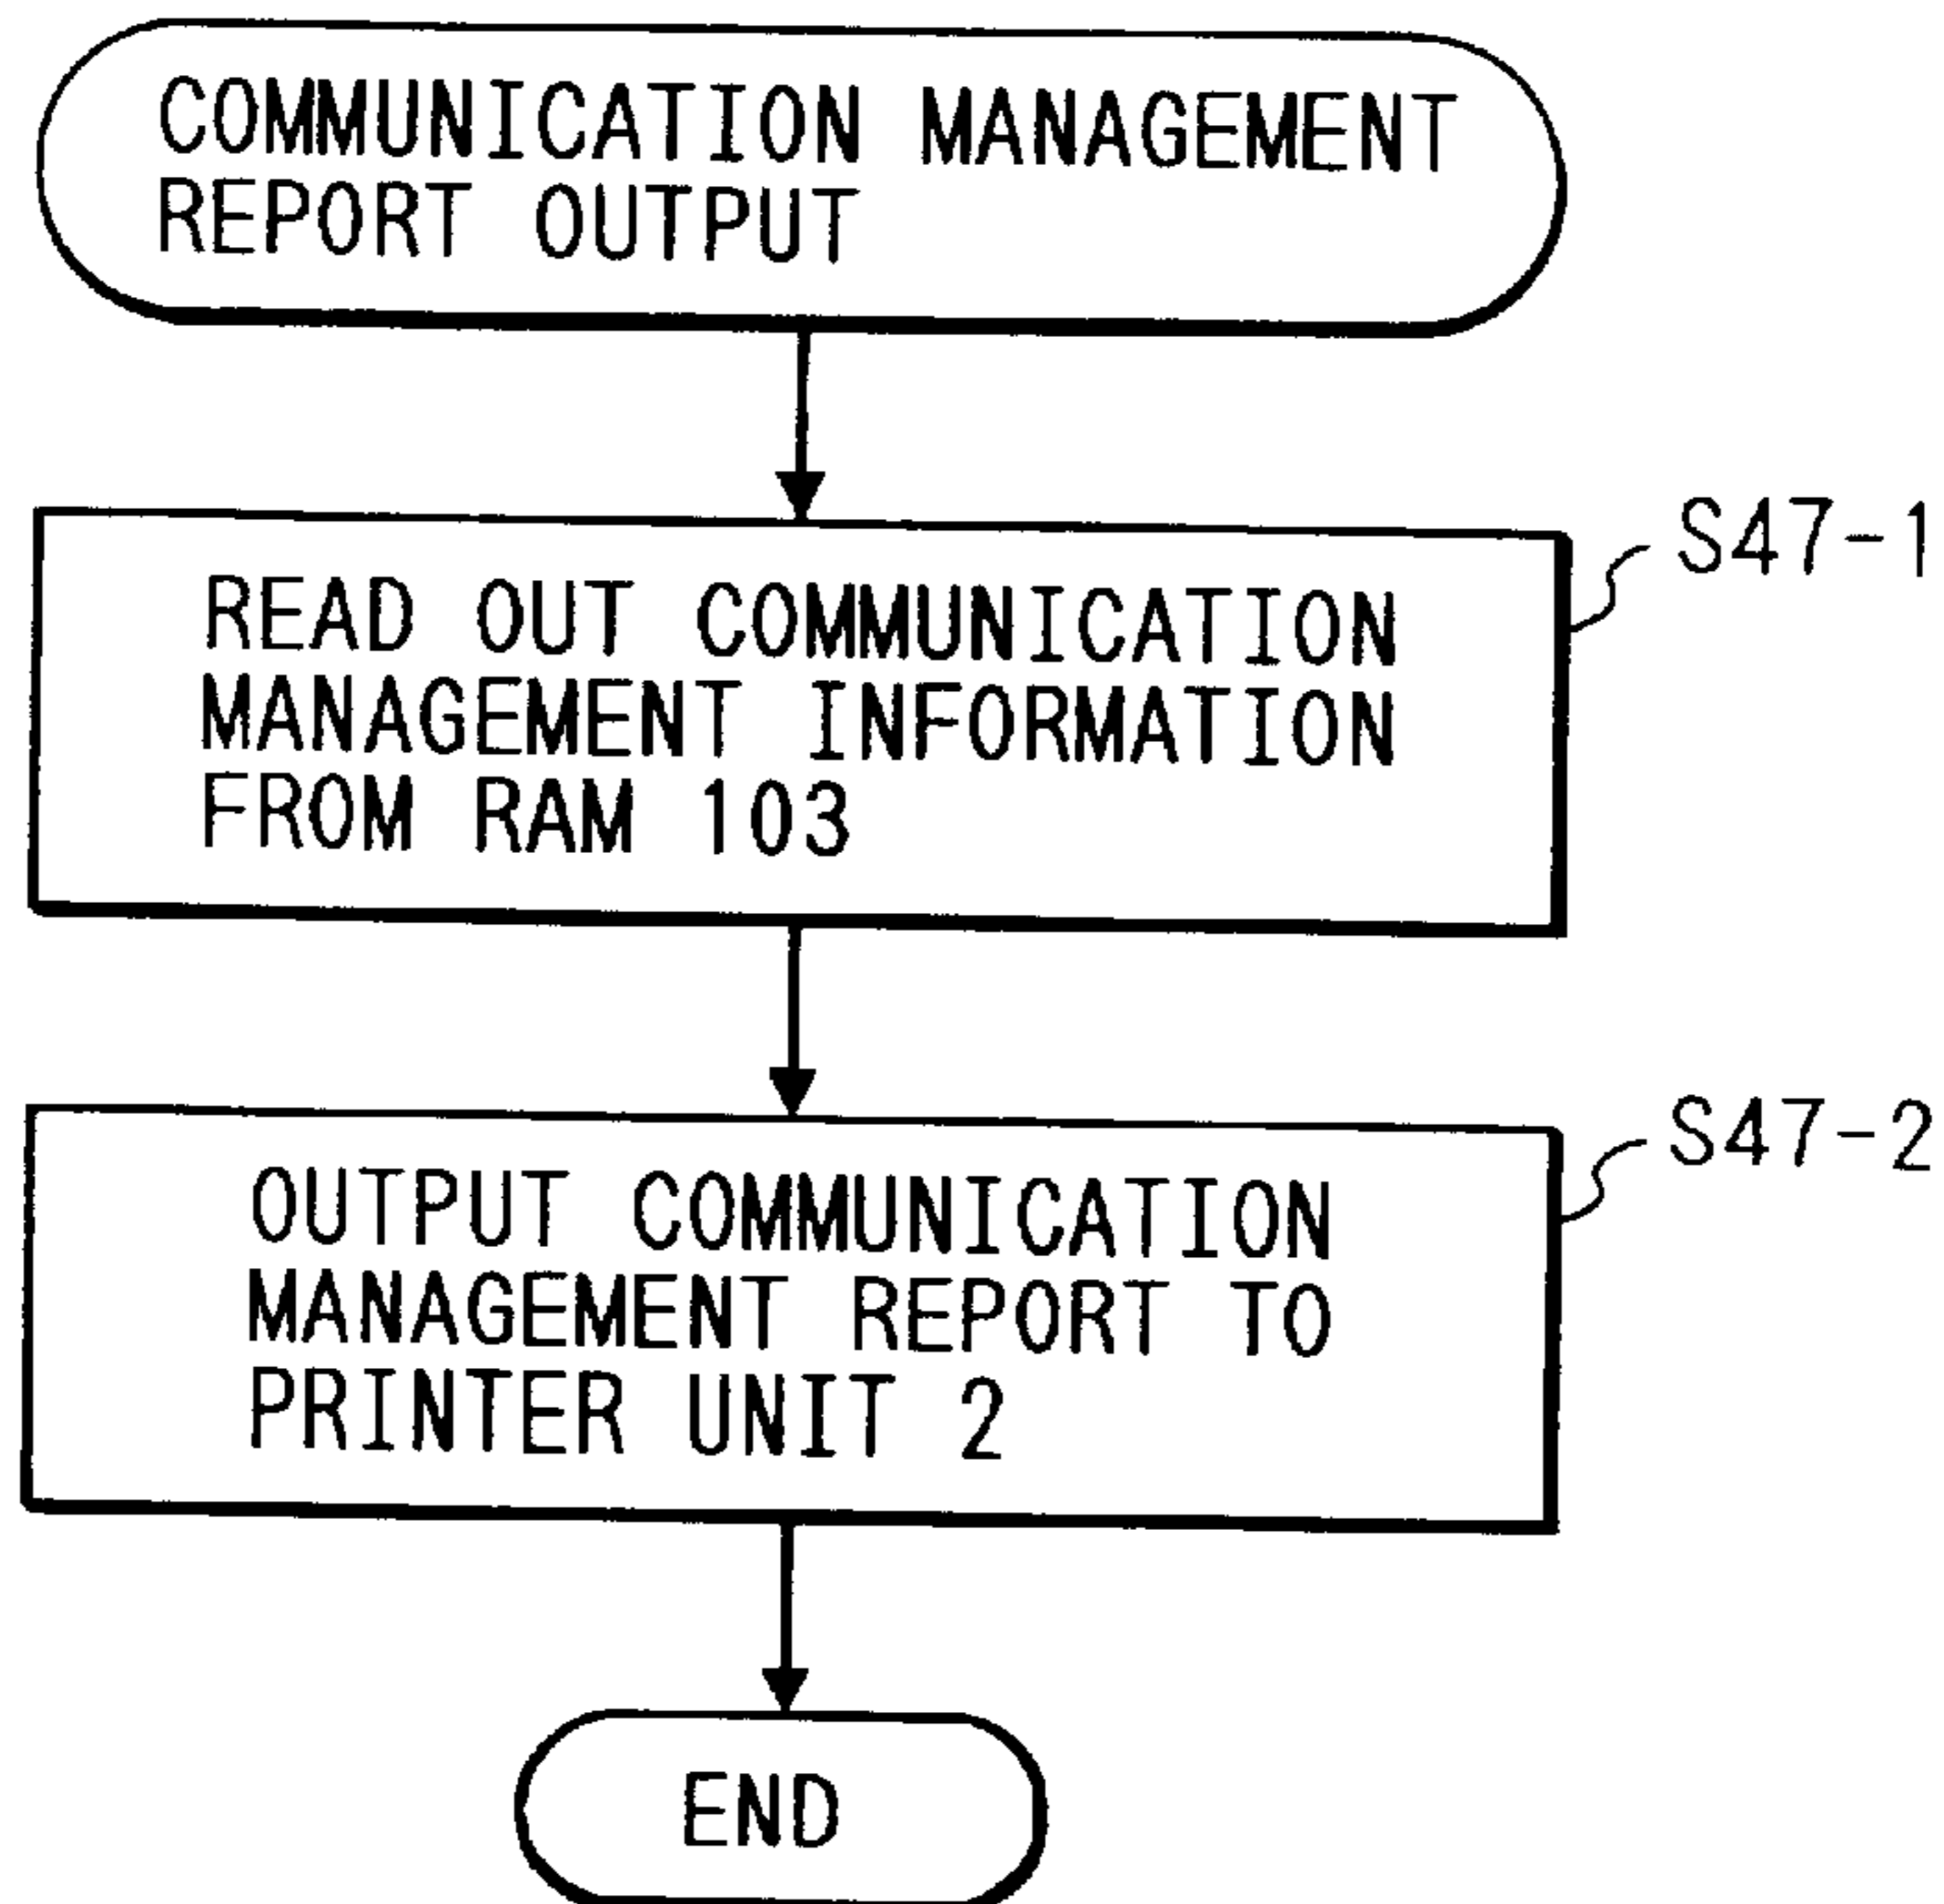 COMMUNICATION MANAGEMENT
REPORT OUTPUT
S47-1
READ OUT COMMUNICATION
MANAGEMENT INFORMATION
FROM RAM 103
S47-2
OUTPUT COMMUNICATION
MANAGEMENT REPORT TO
PRINTER UNIT 2
END